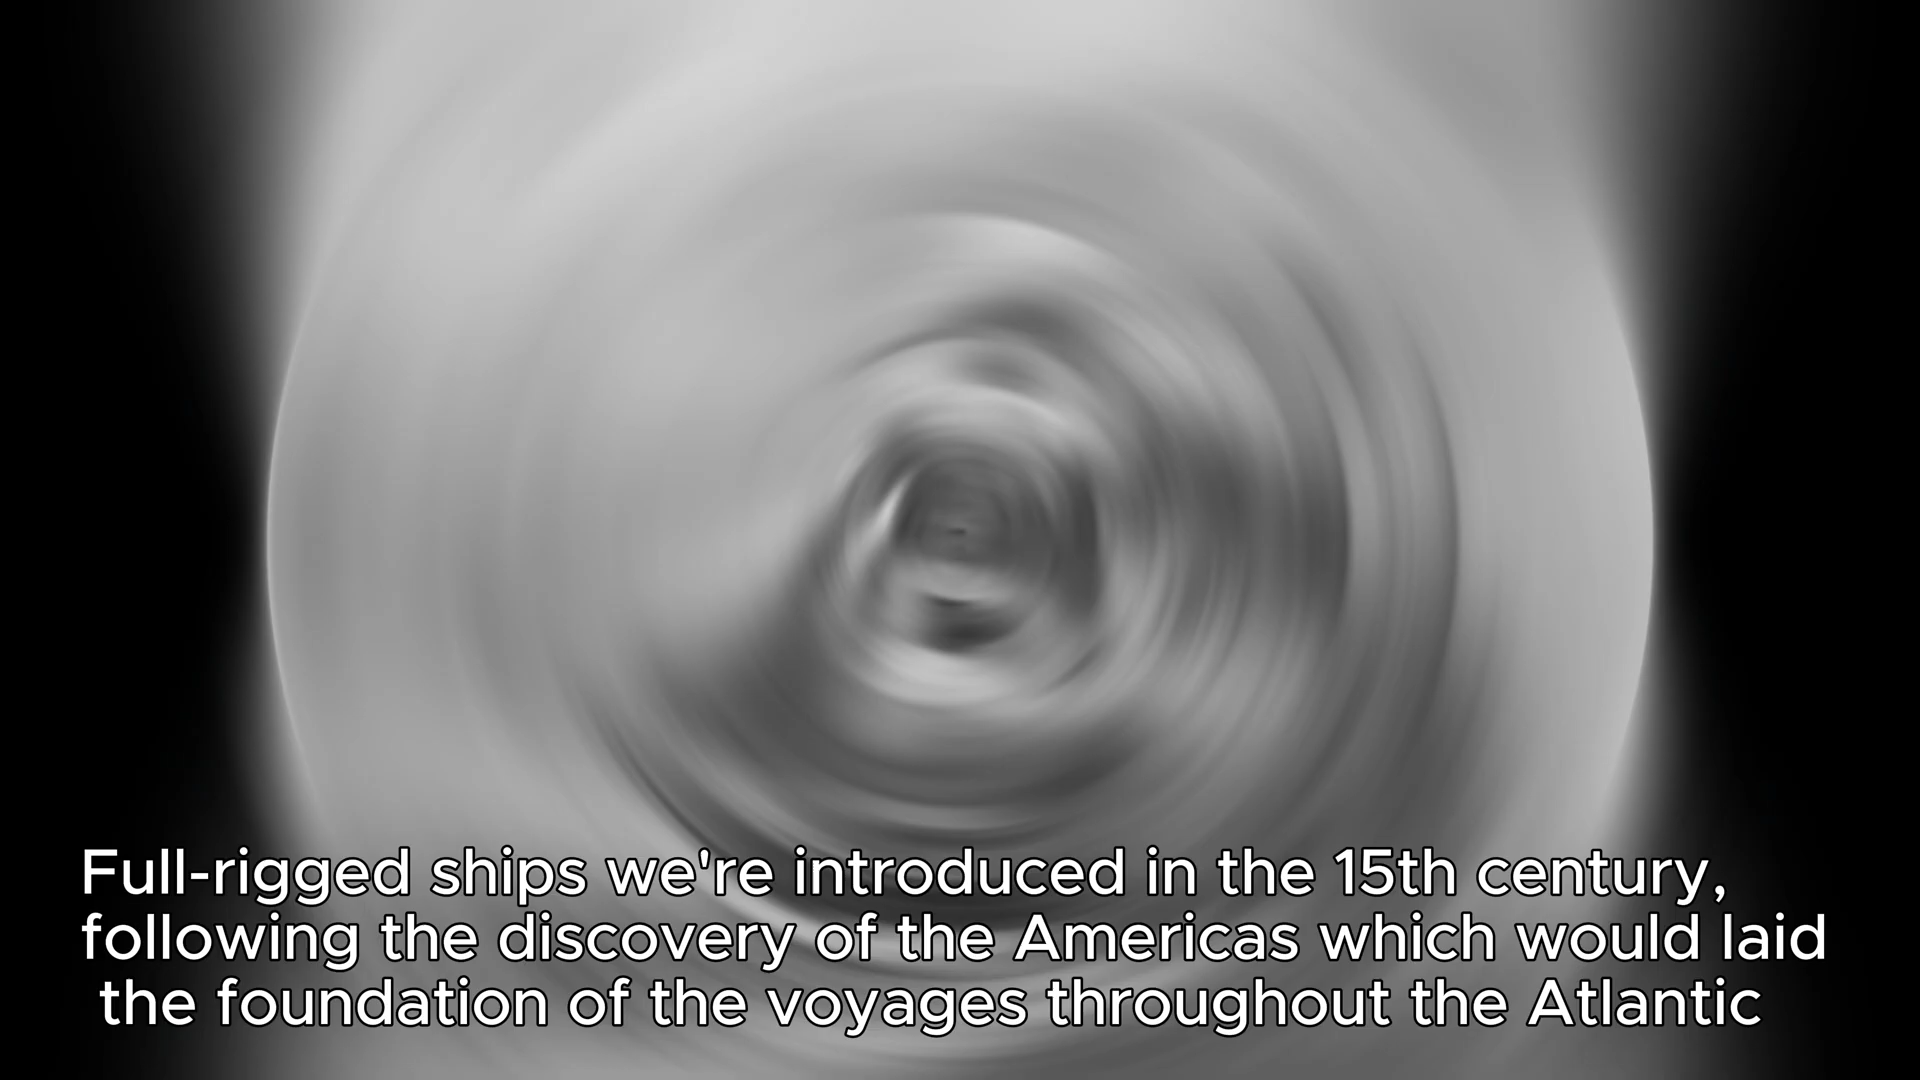 Full-rigged ships we're introduced in the 15th century,
following the discovery of the Americas which would laid
the foundation of the voyages throughout the Atlantic